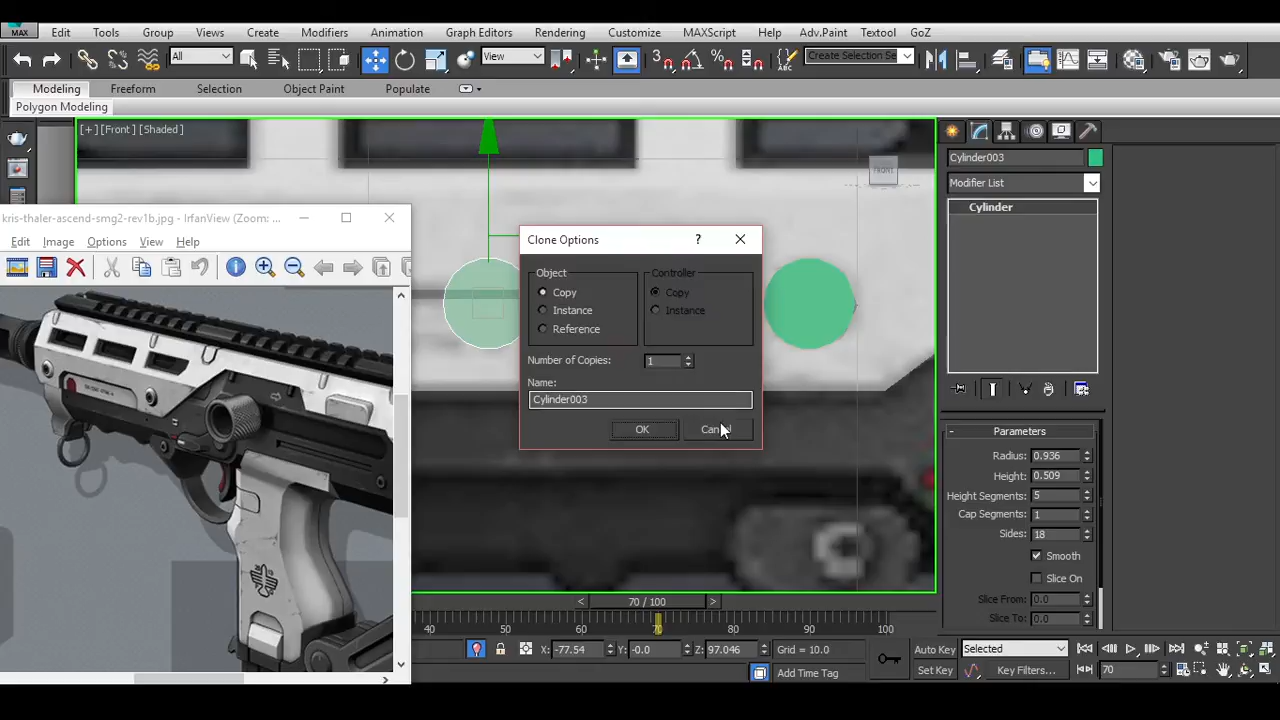 MAX
Edit Tools Group Views Create Modifiers Animation Graph Editors Rendering Customize MAXScript Help Adv.Paint Textool GoZ
All View 3 Create Selection Se
Modeling Freeform Selection Object Paint Populate
Polygon Modeling
[+] [Front] [Shaded]
FRONT
kris-thaler-ascend-smg2-rev1b.jpg - IrfanView (Zoom: ...
Edit Image Options View Help
Clone Options ?
Object
Copy
Instance
Reference
Controller
Copy
Instance
Number of Copies: 1
Name:
Cylinder003
OK
Cylinder003
Modifier List
Cylinder
- Parameters
Radius: 0.936
Height: 0.509
Height Segments: 5
Cap Segments: 1
Sides: 18
Smooth
Slice On
Slice From: 0.0
Slice To: 0.0
< 70 / 100 >
40 50 60 70 80 90 100
X: -77.54 Y: -0.0 Z: 97.046 Grid = 10.0
Add Time Tag
Auto Key Selected
Set Key Key Filters... 70